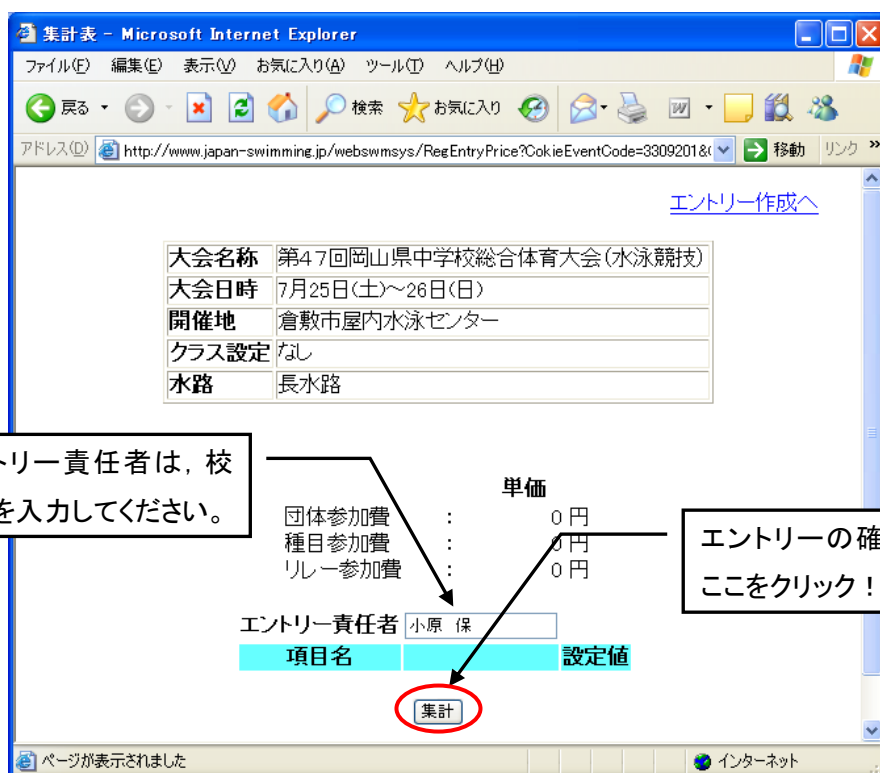 集計表 - Microsoft Internet Explorer
ファイル(F) 編集(E) 表示(V) お気に入り(A) ツール(T) ヘルプ(H)
戻る 検索 お気に入り
アドレス(D) http://www.japan-swimming.jp/webswmsys/RegEntryPrice?CokieEventCode=3309201&( 移動 リンク »
エントリー作成へ
大会名称 第47回岡山県中学校総合体育大会(水泳競技)
大会日時 7月25日(土)～26日(日)
開催地 倉敷市屋内水泳センター
クラス設定 なし
水路 長水路
トリー責任者は，校
を入力してください。
単価
団体参加費 : 0 円
種目参加費 : 0 円
リレー参加費 : 0 円
エントリーの確
ここをクリック！
エントリー責任者 小原 保
項目名 設定値
集計
ページが表示されました インターネット